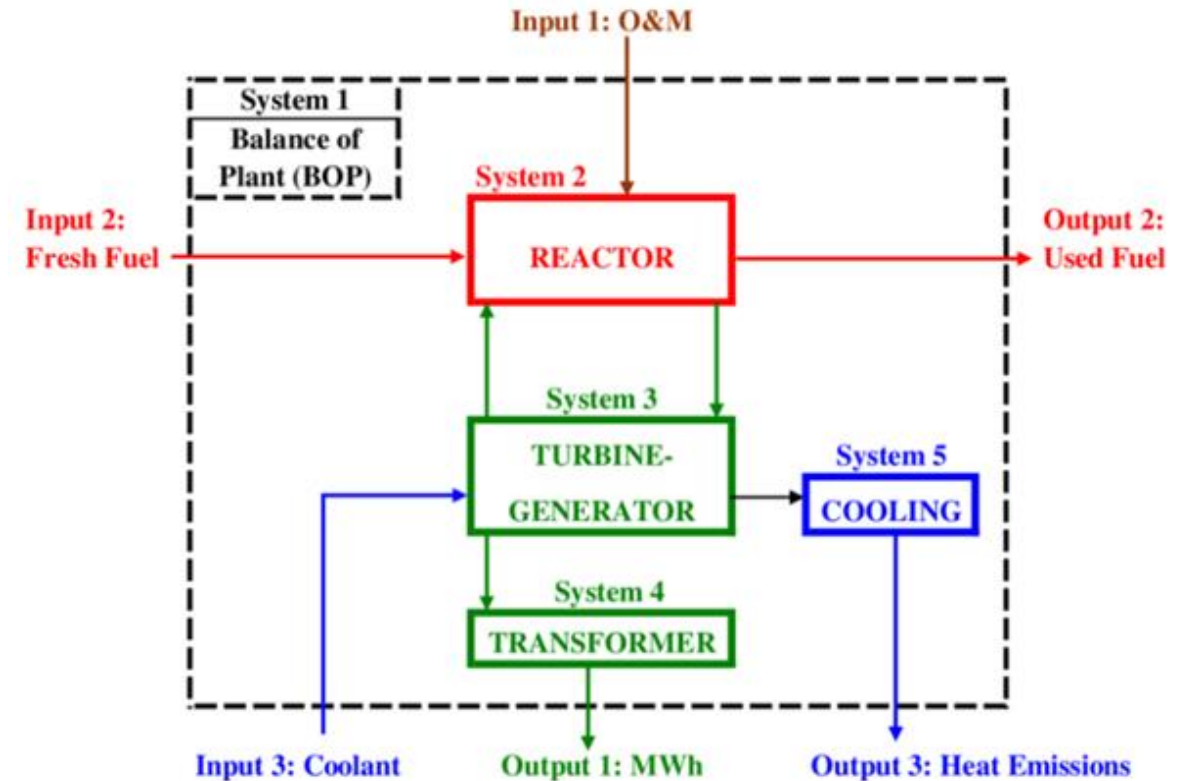 Input 1: O&M
System 1
Balance of
Plant (BOP)
System 2
Input 2:
Fresh Fuel
REACTOR
Output 2:
Used Fuel
System 3
TURBINE-
GENERATOR
System 5
COOLING
System 4
TRANSFORMER
Input 3: Coolant
Output 1: MWh
Output 3: Heat Emissions